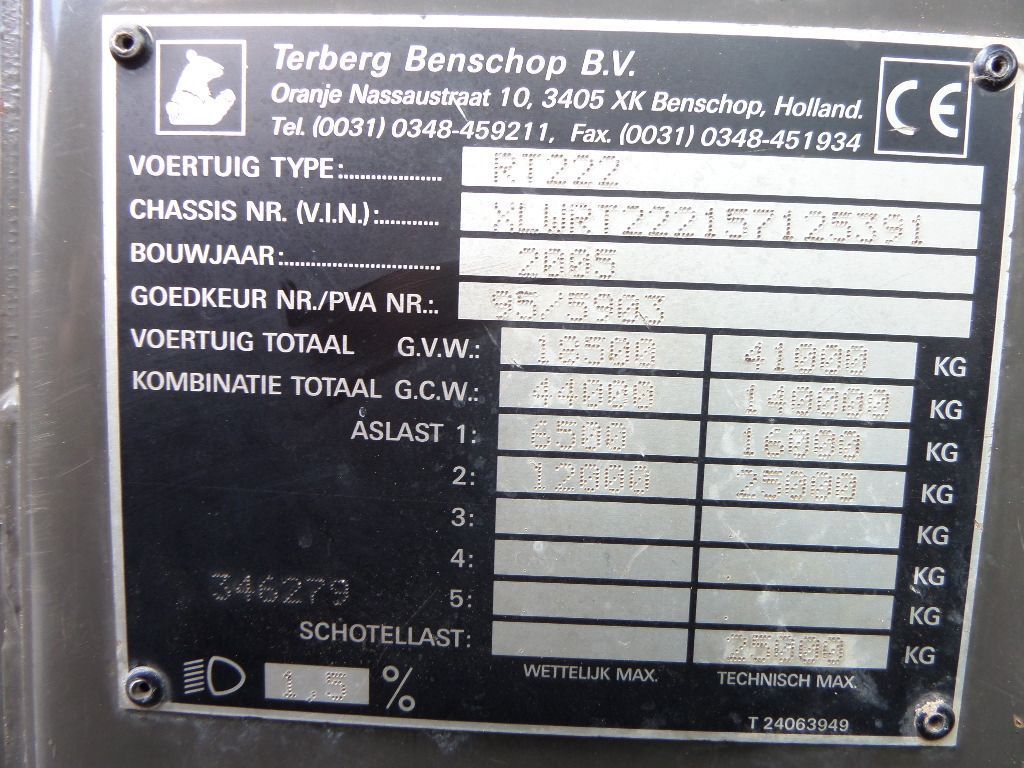 Terberg Benschop B.V.
Oranje Nassaustraat 10, 3405 XK Benschop, Holland.
Tel. (0031) 0348-459211, Fax. (0031) 0348-451934
CE
VOERTUIG TYPE:................... RT222
CHASSIS NR. (V.I.N.):........... XLWRT222157125391
BOUWJAAR:............................. 2005
GOEDKEUR NR./PVA NR.:. 95/5903
VOERTUIG TOTAAL G.V.W.: 18500 41000 KG
KOMBINATIE TOTAAL G.C.W.: 44000 140000 KG
ASLAST 1: 6500 16000 KG
2: 12000 25000 KG
3: KG
4: KG
346279 5: KG
SCHOTELLAST: 25000 KG
WETTELIJK MAX. TECHNISCH MAX.
1,5 %
T 24063949